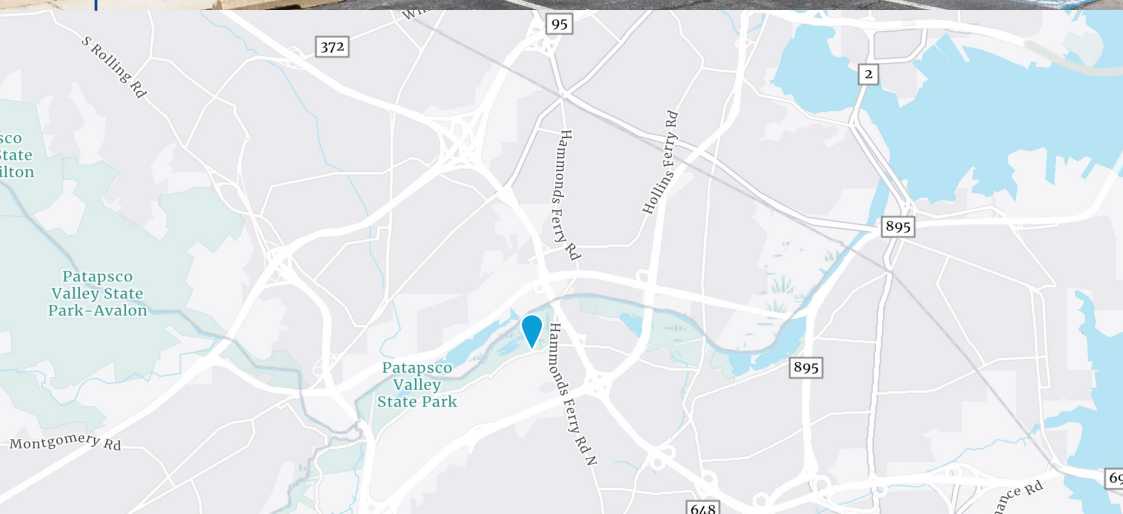 95
372
2
S Rolling Rd
Hammonds Ferry Rd
Hollins Ferry Rd
895
Patapsco
Valley State
Park-Avalon
Hammonds Ferry Rd N
895
Patapsco
Valley
State Park
Montgomery Rd
648